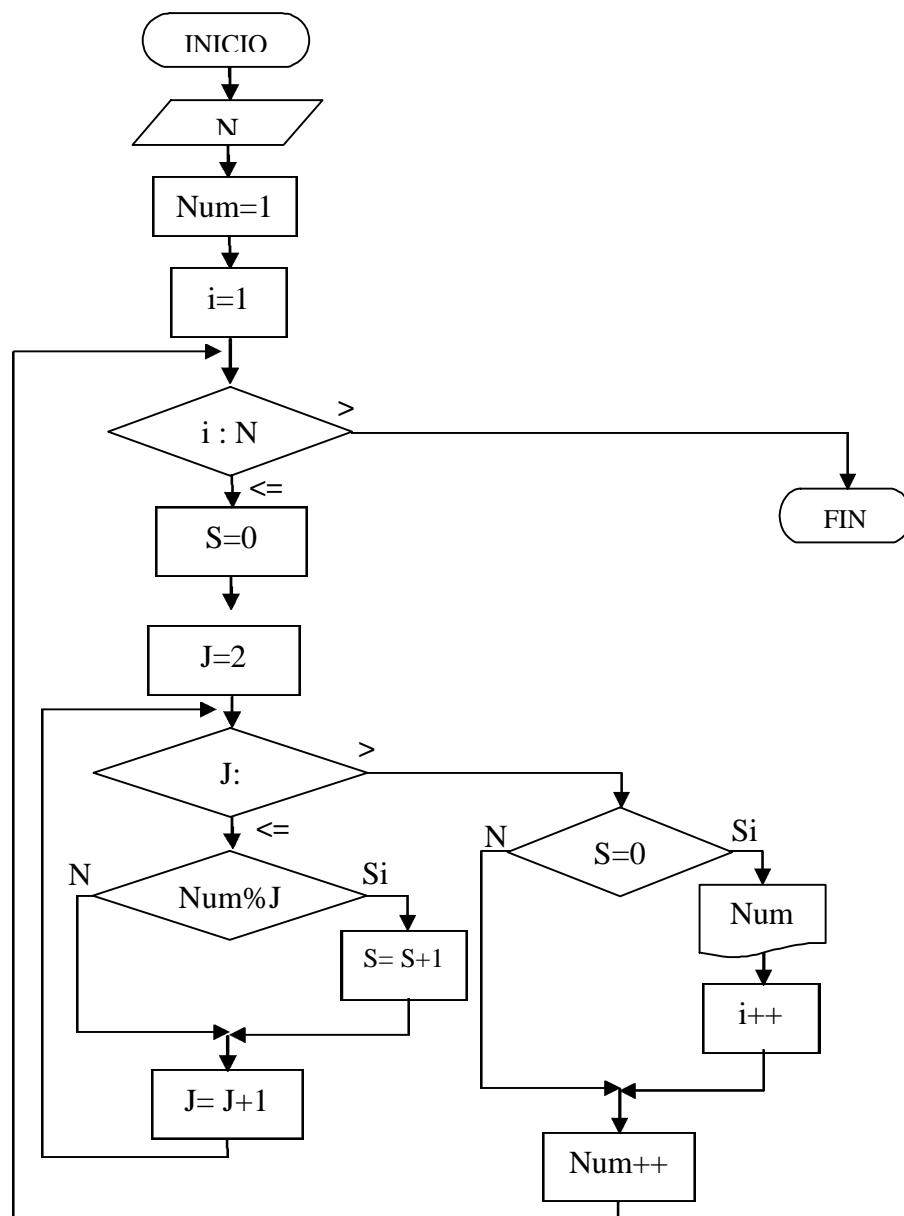 INICIO
N
Num=1
i=1
i : N
>
<=
FIN
S=0
J=2
J:
>
<=
S=0
N
Si
Num%J
N
Si
Num
S= S+1
i++
J= J+1
Num++